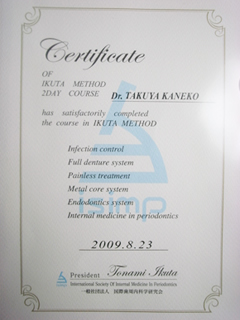 Certificate
OF
IKUTA METHOD
2DAY COURSE Dr. TAKUYA KANEKO
has satisfactorily completed
the course in IKUTA METHOD
Infection control
Full denture system
Painless treatment
Metal core system
Endodontics system
Internal medicine in periodontics
isimp
2009.8.23
President Tonami Ikuta
International Society Of Internal Medicine In Periodontics
一般社団法人 国際歯周内科学研究会